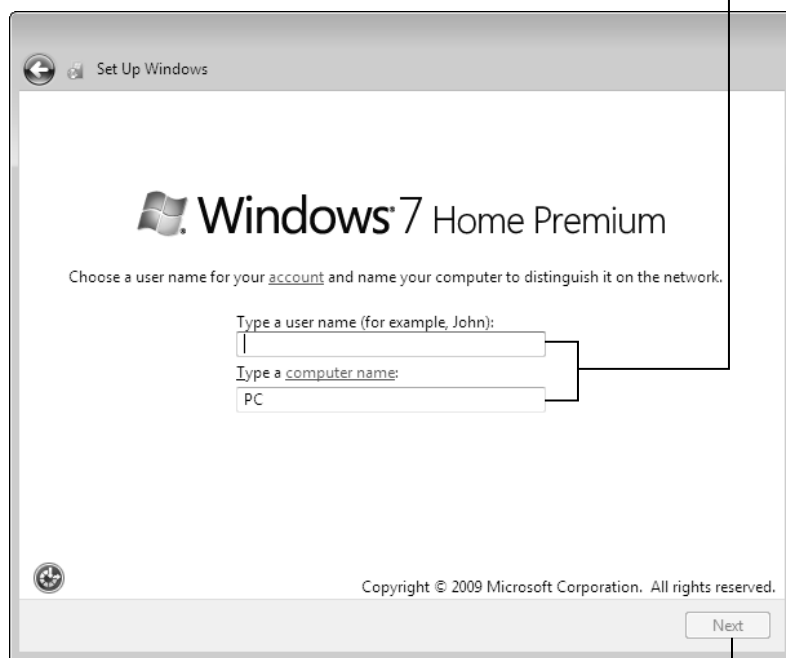 Set Up Windows
Windows 7 Home Premium
Choose a user name for your account and name your computer to distinguish it on the network.
Type a user name (for example, John):
Type a computer name:
PC
Copyright © 2009 Microsoft Corporation. All rights reserved.
Next